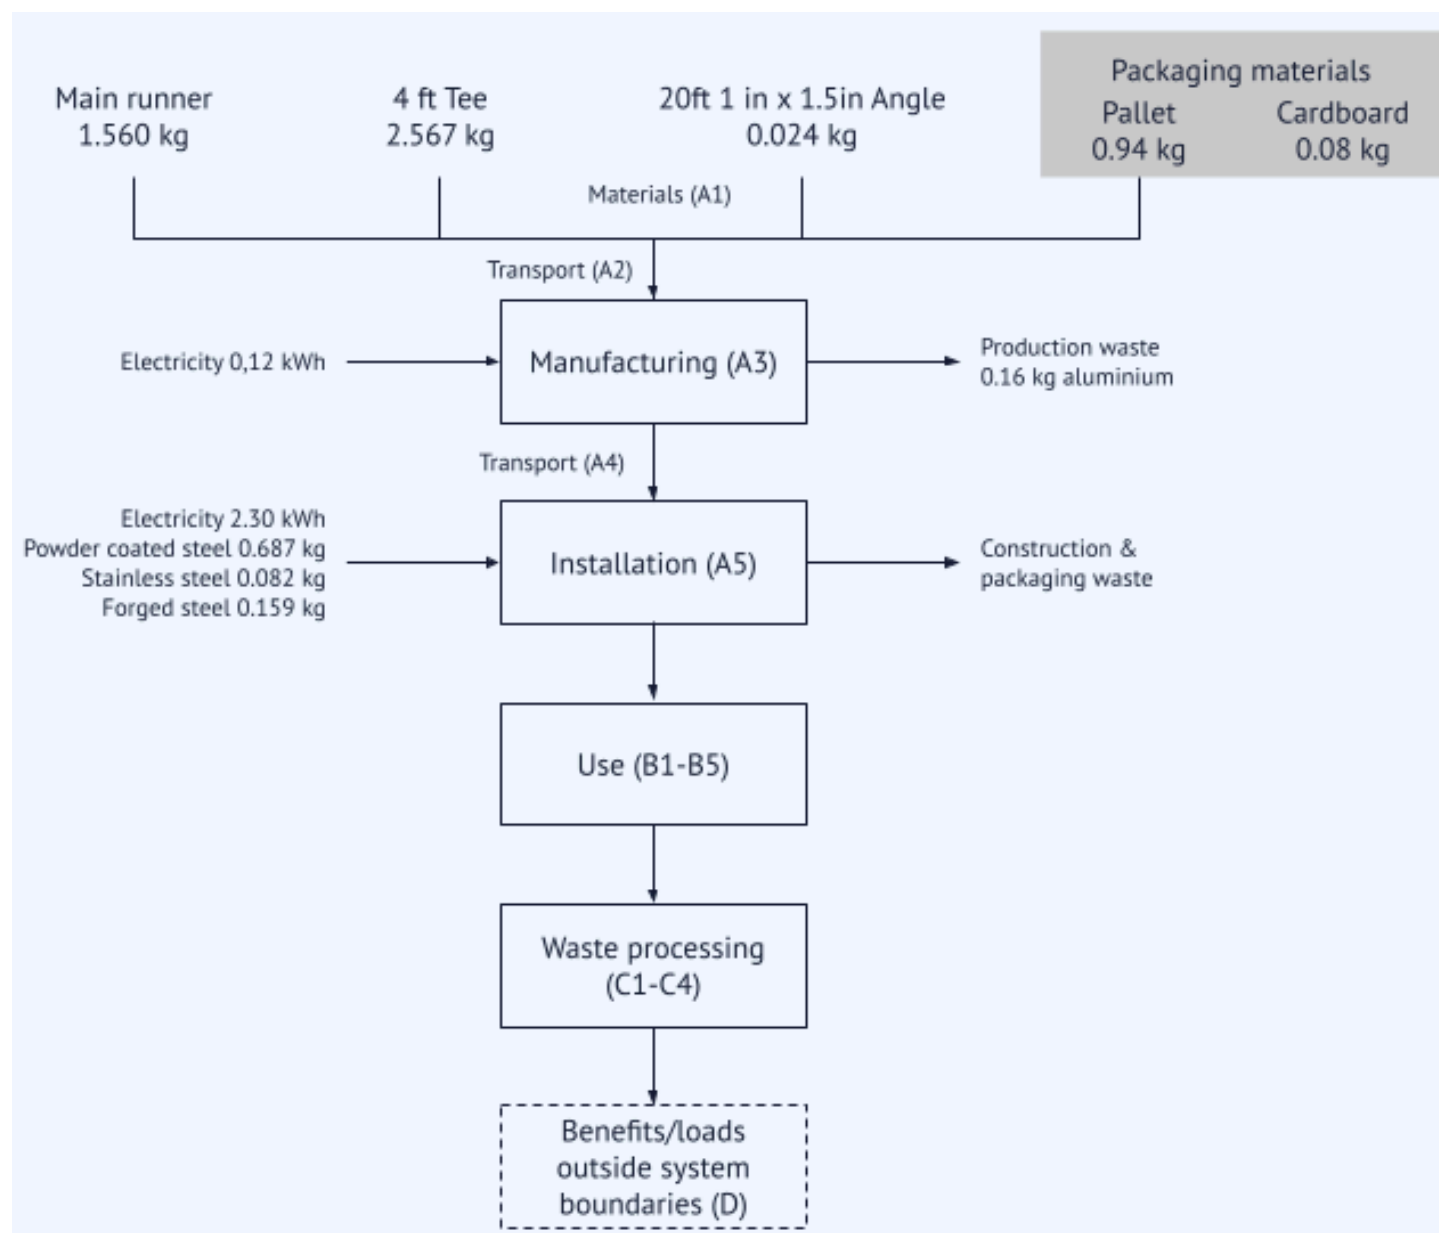 Packaging materials
Main runner
1.560 kg
4 ft Tee
2.567 kg
20ft 1 in x 1.5in Angle
0.024 kg
Pallet
0.94 kg
Cardboard
0.08 kg
Materials (A1)
Transport (A2)
Electricity 0,12 kWh
Manufacturing (A3)
Production waste
0.16 kg aluminium
Transport (A4)
Electricity 2.30 kWh
Powder coated steel 0.687 kg
Stainless steel 0.082 kg
Forged steel 0.159 kg
Installation (A5)
Construction &
packaging waste
Use (B1-B5)
Waste processing
(C1-C4)
Benefits/loads
outside system
boundaries (D)